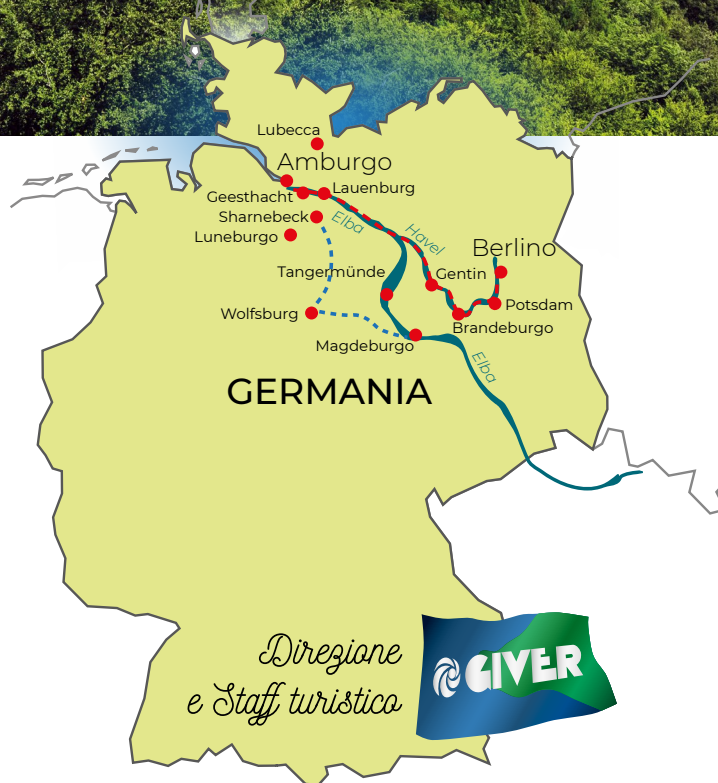 Lubecca
Amburgo
Lauenburg
Geesthacht
Sharnebeck
Elba
Luneburgo
Havel
Berlino
Tangermünde
Gentin
Potsdam
Wolfsburg
Brandeburgo
Magdeburgo
Elba
GERMANIA
Direzione
e Staff turistico
GIVER